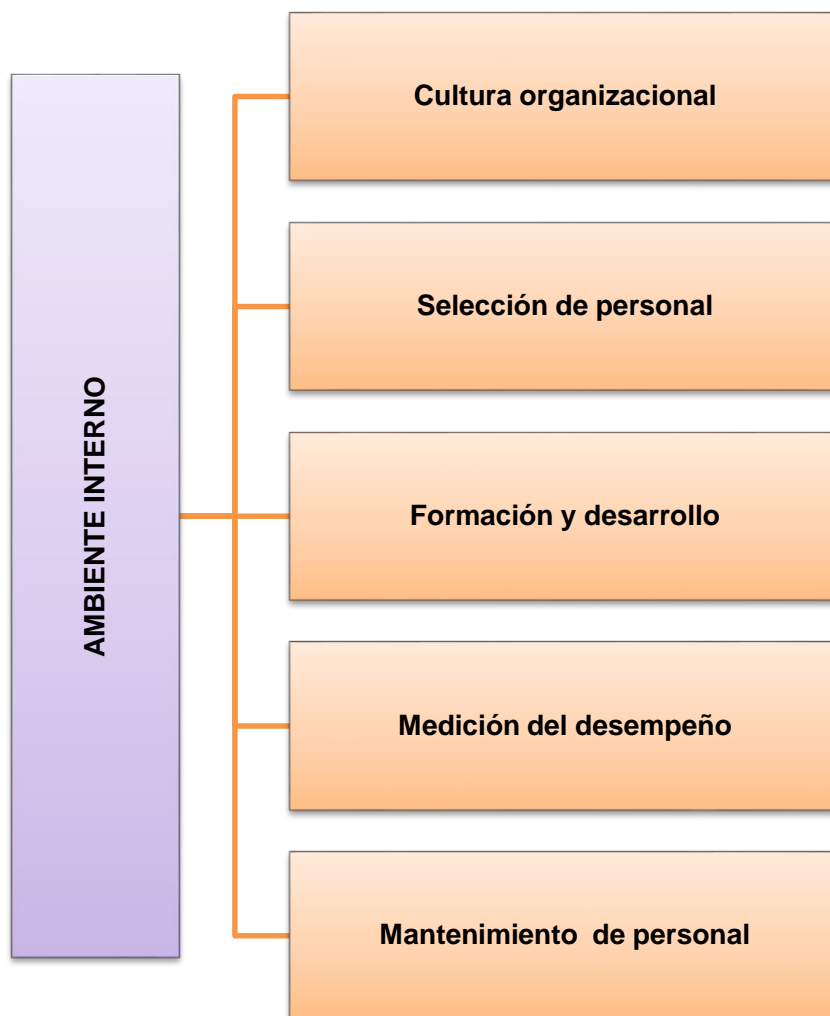 AMBIENTE INTERNO
Cultura organizacional
Selección de personal
Formación y desarrollo
Medición del desempeño
Mantenimiento  de personal